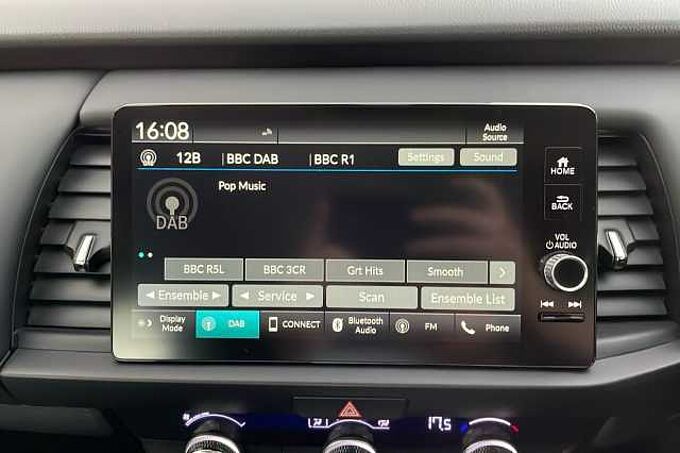 16:08
Audio Source
12B | BBC DAB | BBC R1 Settings Sound
Pop Music
DAB
HOME
BACK
VOL
AUDIO
BBC R5L BBC 3CR Grt Hits Smooth
Ensemble Service Scan Ensemble List
Display Mode DAB CONNECT Bluetooth Audio FM Phone
17.5